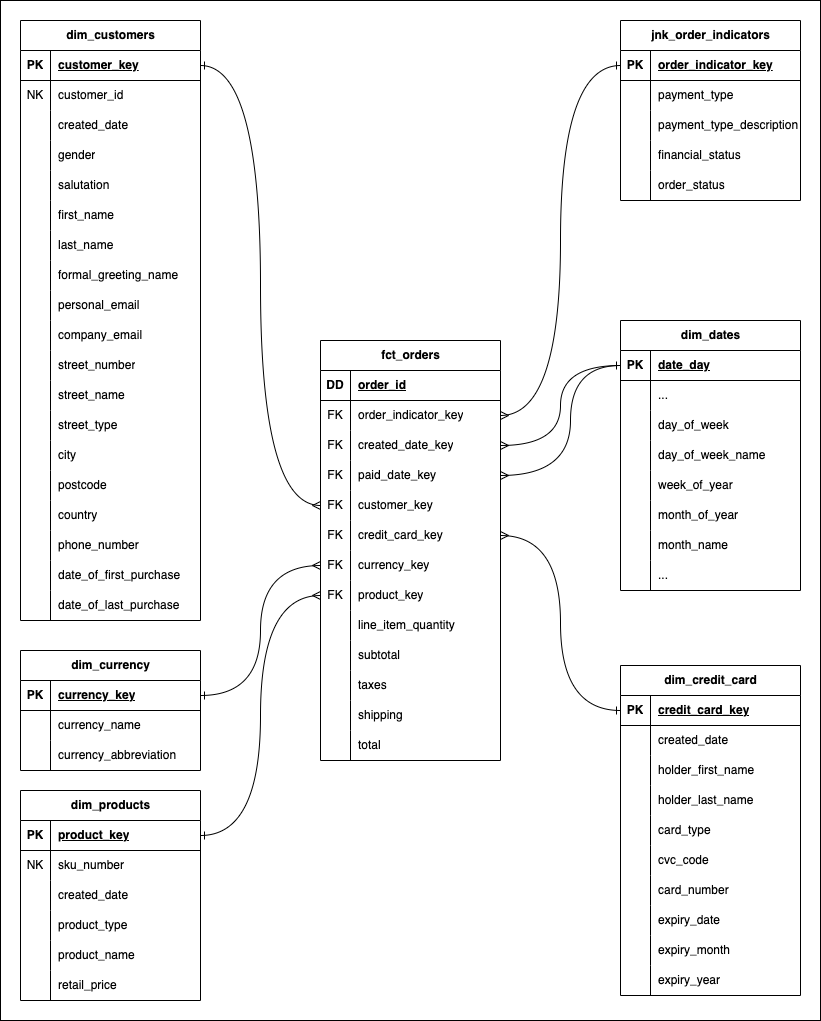 dim_customers
PK customer_key
NK customer_id
created_date
gender
salutation
first_name
last_name
formal_greeting_name
personal_email
company_email
street_number
street_name
street_type
city
postcode
country
phone_number
date_of_first_purchase
date_of_last_purchase
dim_currency
PK currency_key
currency_name
currency_abbreviation
dim_products
PK product_key
NK sku_number
created_date
product_type
product_name
retail_price
fct_orders
DD order_id
FK order_indicator_key
FK created_date_key
FK paid_date_key
FK customer_key
FK credit_card_key
FK currency_key
FK product_key
line_item_quantity
subtotal
taxes
shipping
total
jnk_order_indicators
PK order_indicator_key
payment_type
payment_type_description
financial_status
order_status
dim_dates
PK date_day
...
day_of_week
day_of_week_name
week_of_year
month_of_year
month_name
...
dim_credit_card
PK credit_card_key
created_date
holder_first_name
holder_last_name
card_type
cvc_code
card_number
expiry_date
expiry_month
expiry_year